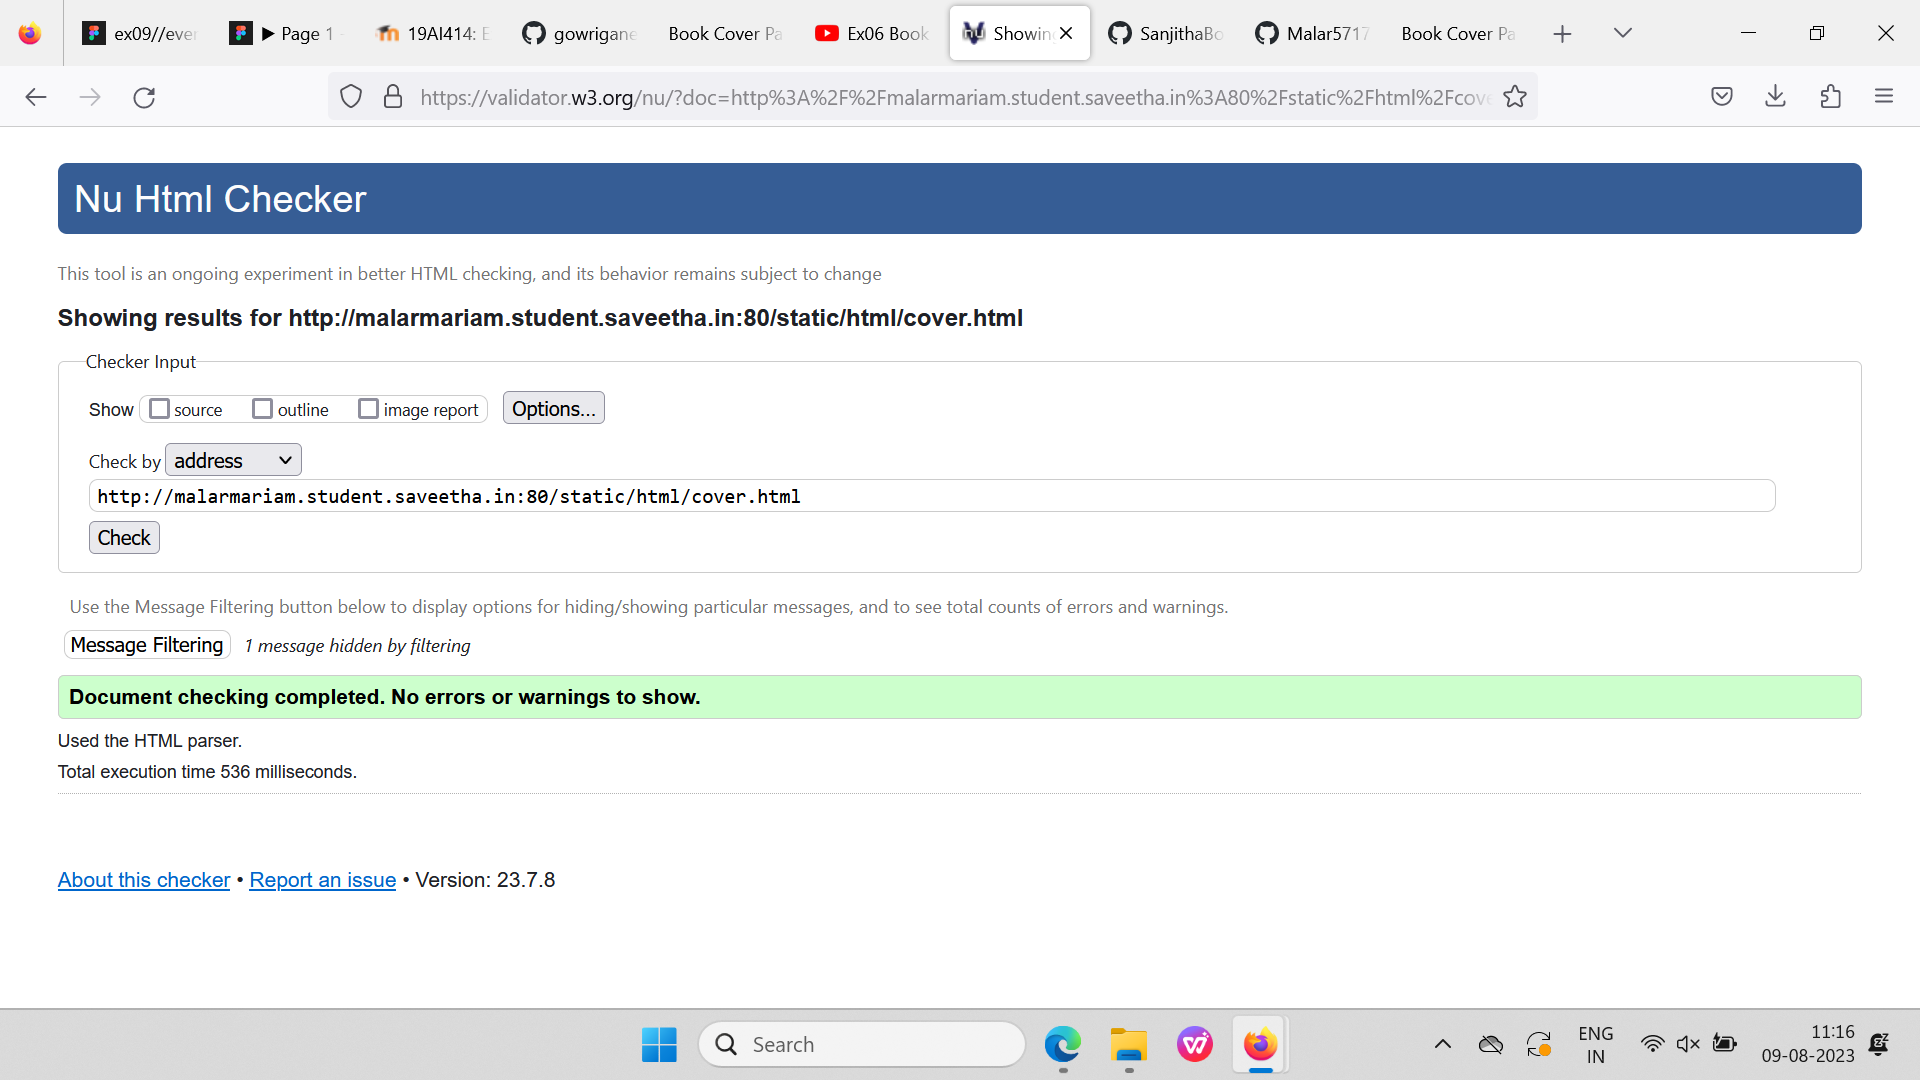 ex09//ever
▶ Page 1 -
19AI414: E
gowrigane
Book Cover Pa
Ex06 Book
Showing
SanjithaBo
Malar5717
Book Cover Pa
https://validator.w3.org/nu/?doc=http%3A%2F%2Fmalarmariam.student.saveetha.in%3A80%2Fstatic%2Fhtml%2Fcove
Nu Html Checker
This tool is an ongoing experiment in better HTML checking, and its behavior remains subject to change
Showing results for http://malarmariam.student.saveetha.in:80/static/html/cover.html
Checker Input
Show source outline image report Options...
Check by address
http://malarmariam.student.saveetha.in:80/static/html/cover.html
Check
Use the Message Filtering button below to display options for hiding/showing particular messages, and to see total counts of errors and warnings.
Message Filtering 1 message hidden by filtering
Document checking completed. No errors or warnings to show.
Used the HTML parser.
Total execution time 536 milliseconds.
About this checker • Report an issue • Version: 23.7.8
Search
ENG
IN
11:16
09-08-2023